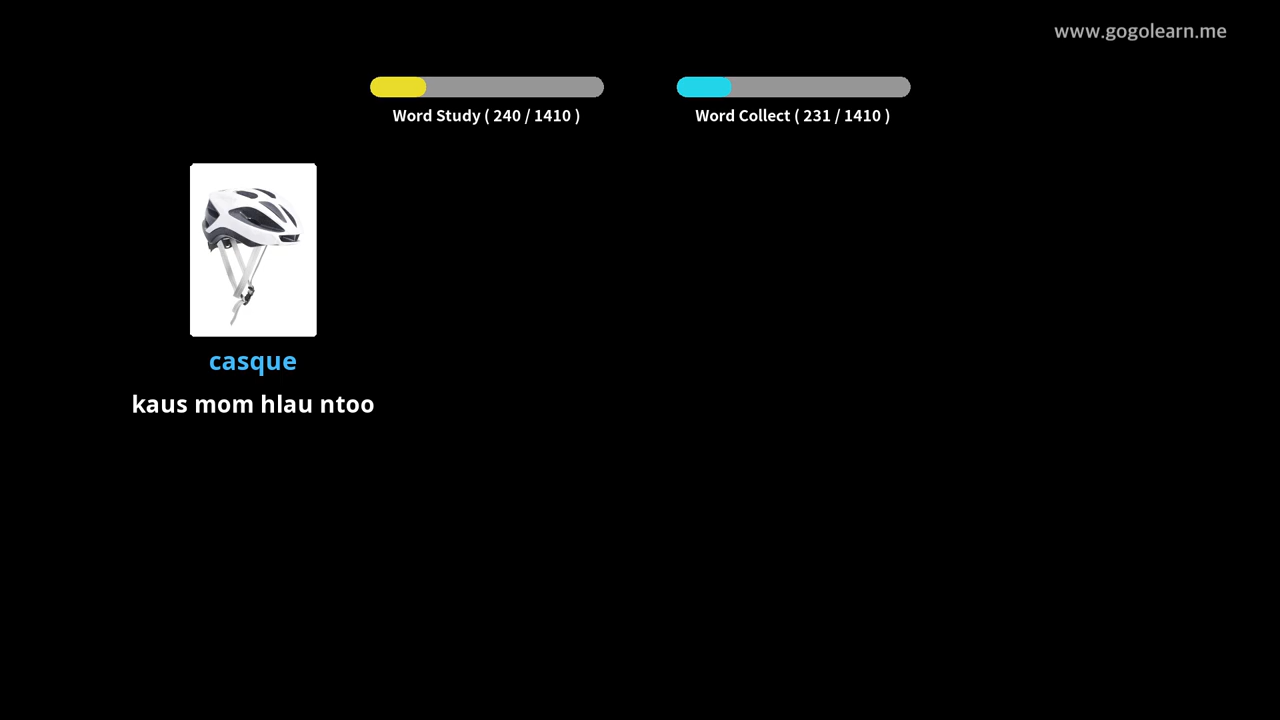 www.gogolearn.me
Word Study ( 240 / 1410 )
Word Collect ( 231 / 1410 )
casque
kaus mom hlau ntoo